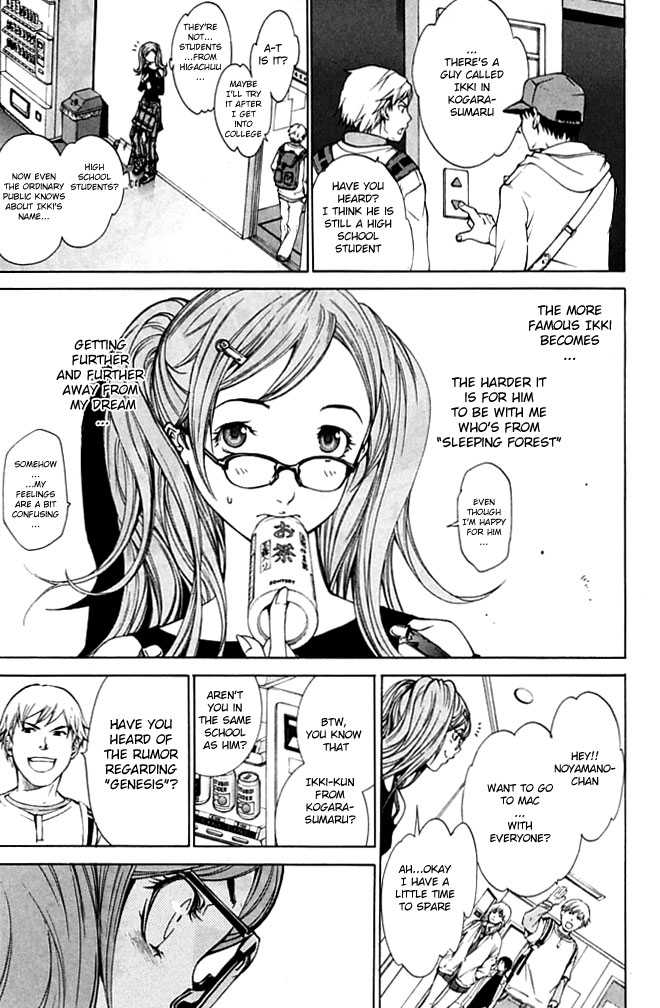 ...
THERE'S A
GUY CALLED
IKKI IN
KOGARA-
SUMARU
HAVE YOU
HEARD?
I THINK HE IS
STILL A HIGH
SCHOOL
STUDENT
A-T
IS IT?
MAYBE
I'LL TRY
IT AFTER
I GET
INTO
COLLEGE
THEY'RE
NOT...
STUDENTS
...FROM
HIGACHUU
...
HIGH
SCHOOL
STUDENTS?
NOW EVEN
THE ORDINARY
PUBLIC KNOWS
ABOUT IKKI'S
NAME...
THE MORE
FAMOUS IKKI
BECOMES
...
THE HARDER IT
IS FOR HIM
TO BE WITH ME
WHO'S FROM
"SLEEPING FOREST"
EVEN
THOUGH
I'M HAPPY
FOR HIM
...
GETTING
FURTHER
AND FURTHER
AWAY FROM
MY DREAM
...
SOMEHOW
...
...MY
FEELINGS
ARE A BIT
CONFUSING
...
お茶
SUNTORY
HEY!!
NOYAMANO-
CHAN
WANT TO GO
TO MAC
...
WITH
EVERYONE?
AH...OKAY
I HAVE A
LITTLE TIME
TO SPARE
BTW,
YOU KNOW
THAT
IKKI-KUN
FROM
KOGARA-
SUMARU?
AREN'T
YOU IN
THE SAME
SCHOOL
AS HIM?
HAVE YOU
HEARD OF
THE RUMOR
REGARDING
"GENESIS"?